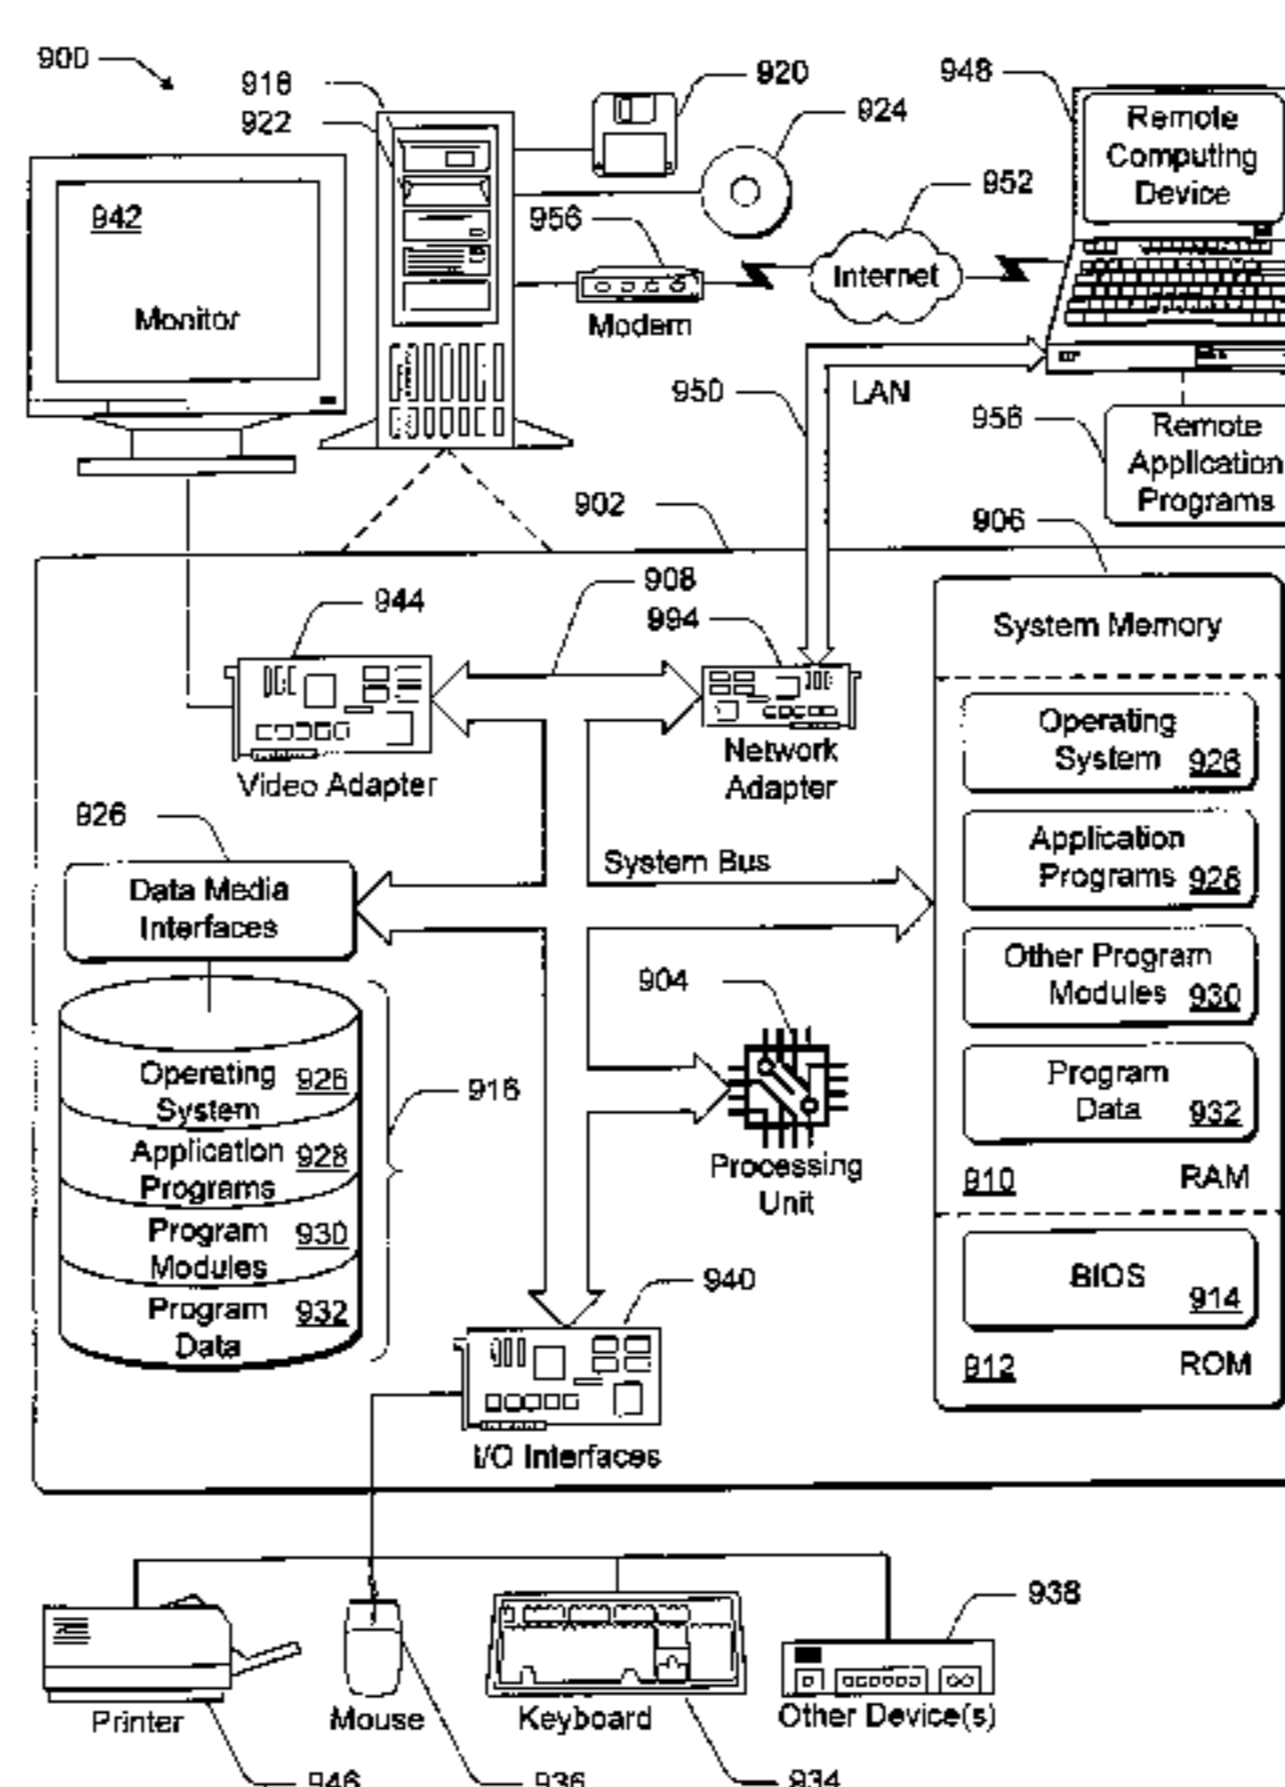 900
918
922
920
924
948
Remote
Computing
Device
952
956
942
Monitor
Internet
Modem
950
LAN
956
Remote
Application
Programs
902
906
908
944
994
System Memory
Video Adapter
Network
Adapter
Operating
System 926
926
Data Media
Interfaces
System Bus
Application
Programs 928
Other Program
Modules 930
904
Program
Data 932
Operating 926
System
916
Application 928
Programs
Program 930
Modules
Program 932
Data
Processing
Unit
910 RAM
BIOS
914
912 ROM
940
I/O Interfaces
938
Printer
Mouse
Keyboard
Other Device(s)
946
936
934